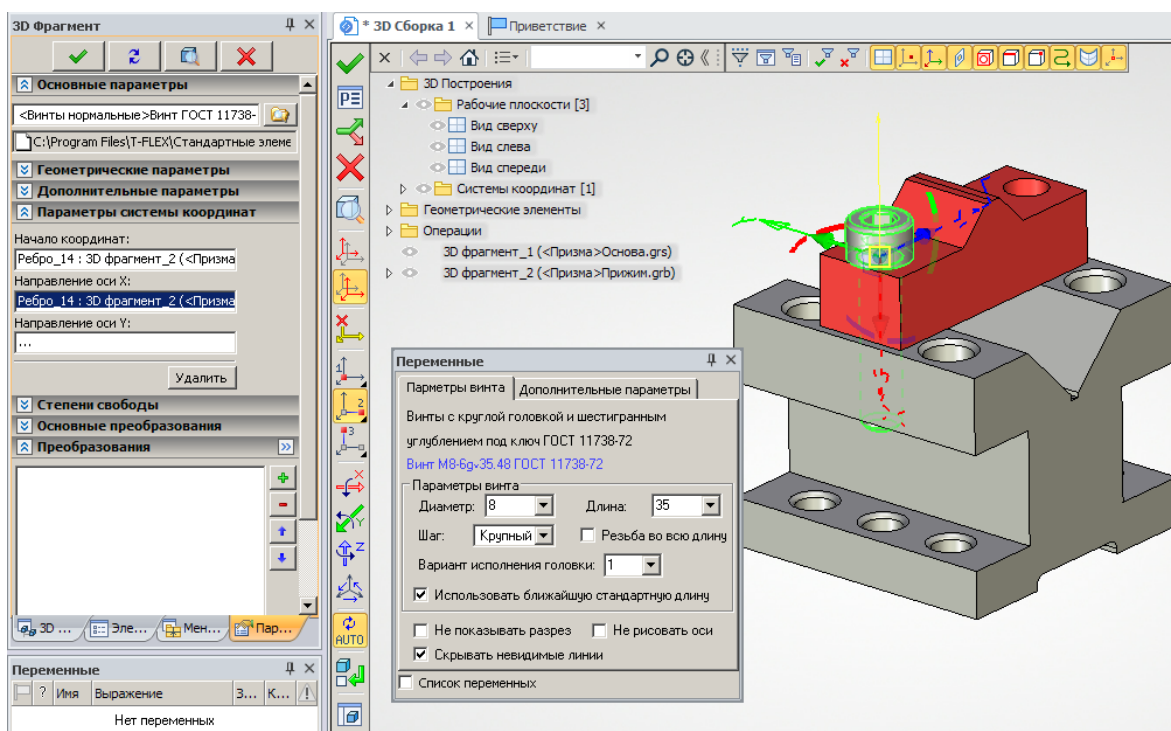 3D Фрагмент
Основные параметры
<Винты нормальные>Винт ГОСТ 11738-
C:\Program Files\T-FLEX\Стандартные элеме
Геометрические параметры
Дополнительные параметры
Параметры системы координат
Начало координат:
Ребро_14 : 3D фрагмент_2 (<Призма
Направление оси X:
Ребро_14 : 3D фрагмент_2 (<Призма
Направление оси Y:
...
Удалить
Степени свободы
Основные преобразования
Преобразования
3D ...
Эле...
Мен...
Пар...
Переменные
? Имя Выражение З... К...
Нет переменных
* 3D Сборка 1
Приветствие
AUTO
3D Построения
Рабочие плоскости [3]
Вид сверху
Вид слева
Вид спереди
Системы координат [1]
Геометрические элементы
Операции
3D фрагмент_1 (<Призма>Основа.grs)
3D фрагмент_2 (<Призма>Прижим.grb)
Переменные
Парметры винта Дополнительные параметры
Винты с круглой головкой и шестигранным
углублением под ключ ГОСТ 11738-72
Винт М8-6gх35.48 ГОСТ 11738-72
Параметры винта
Диаметр: 8 Длина: 35
Шаг: Крупный Резьба во всю длину
Вариант исполнения головки: 1
Использовать ближайшую стандартную длину
Не показывать разрез Не рисовать оси
Скрывать невидимые линии
Список переменных